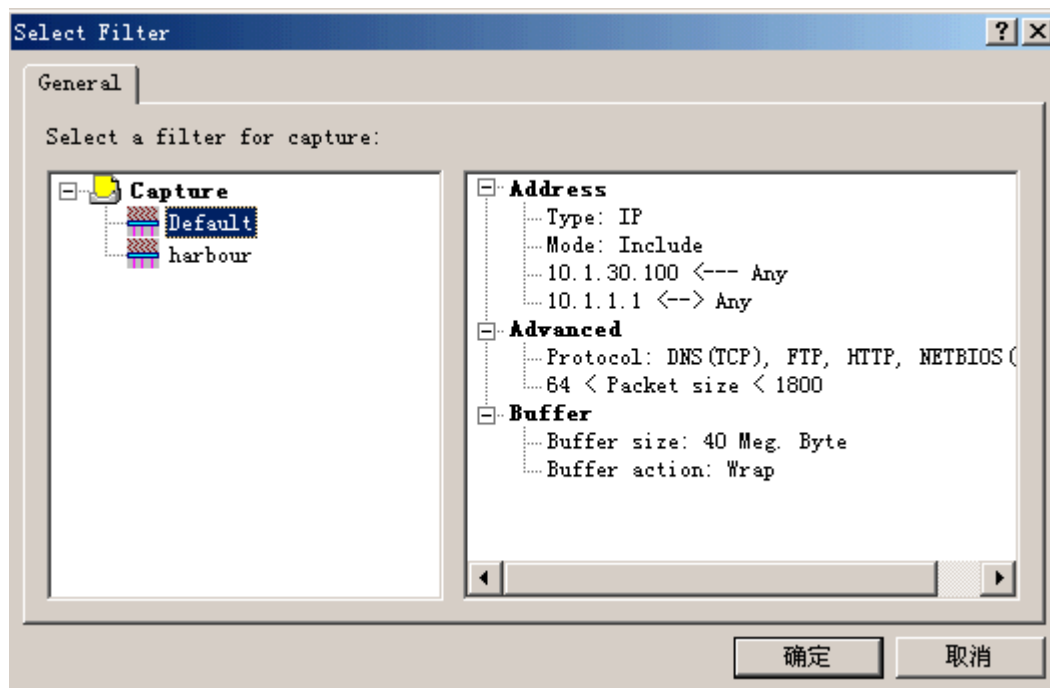 Select Filter
General
Select a filter for capture:
Capture
Default
harbour
Address
Type: IP
Mode: Include
10.1.30.100 <--- Any
10.1.1.1 <--> Any
Advanced
Protocol: DNS(TCP), FTP, HTTP, NETBIOS(
64 < Packet size < 1800
Buffer
Buffer size: 40 Meg. Byte
Buffer action: Wrap
确定 取消